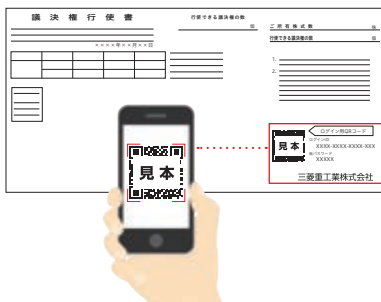 議決権行使書
××××年××月××日
行使できる議決権の数
個
ご所有株式数
株
行使できる議決権の数
個
1.
2.
ログイン用QRコード
見本
ログインID
XXXX-XXXX-XXXX-XXX
仮パスワード
XXXXX
三菱重工業株式会社
見本